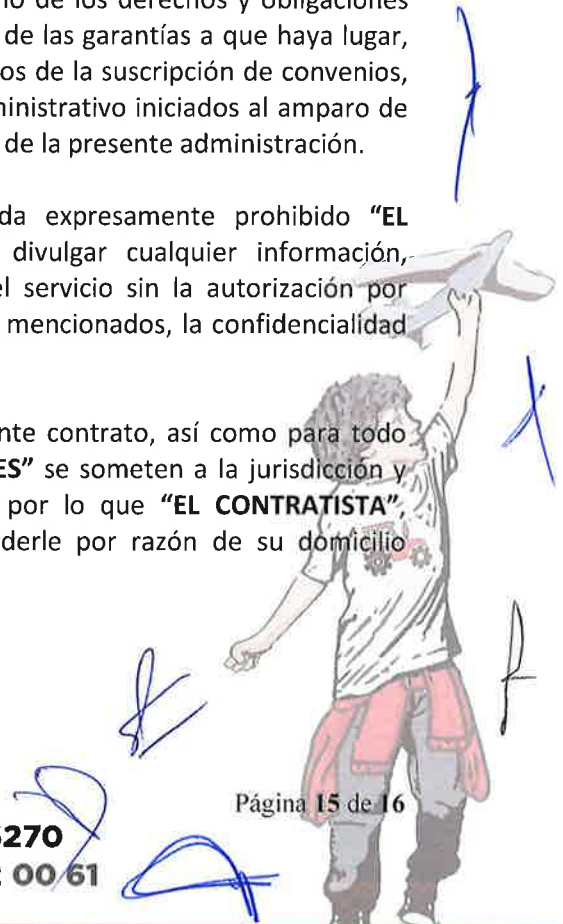 no de los derechos y obligaciones
de las garantías a que haya lugar,
os de la suscripción de convenios,
ministrativo iniciados al amparo de
de la presente administración.
da expresamente prohibido “EL
divulgar cualquier información,
el servicio sin la autorización por
mencionados, la confidencialidad
nte contrato, así como para todo
ES” se someten a la jurisdicción y
por lo que “EL CONTRATISTA”,
derle por razón de su domicilio
Página 15 de 16
5270
00 61